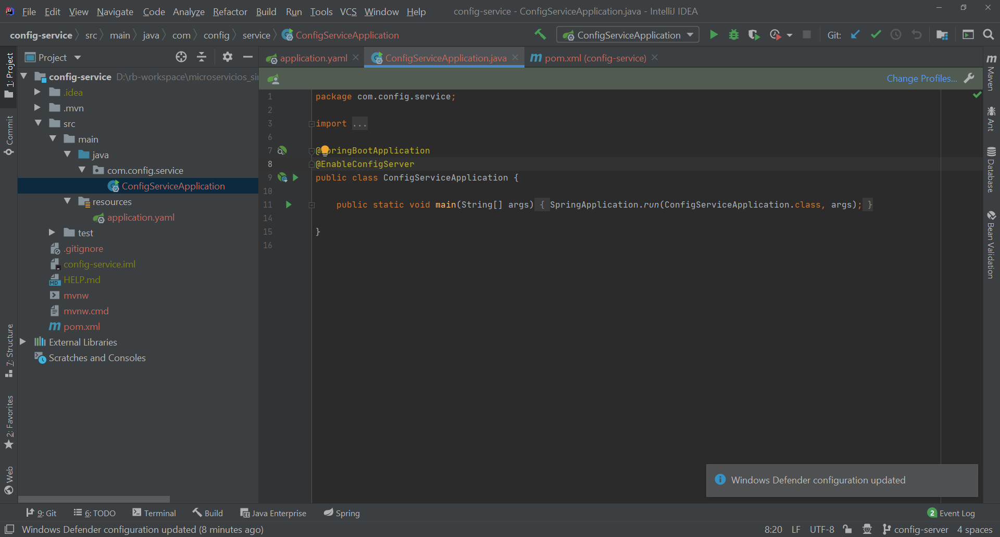 File Edit View Navigate Code Analyze Refactor Build Run Tools VCS Window Help config-service - ConfigServiceApplication.java - IntelliJ IDEA
config-service src main java com config service ConfigServiceApplication ConfigServiceApplication Git:
Project
application.yaml ConfigServiceApplication.java pom.xml (config-service)
Change Profiles...
config-service D:\rb-workspace\microservicios_si
.idea
.mvn
src
main
java
com.config.service
ConfigServiceApplication
resources
application.yaml
test
.gitignore
config-service.iml
HELP.md
mvnw
mvnw.cmd
pom.xml
External Libraries
Scratches and Consoles
1: Project
Commit
7: Structure
2: Favorites
Web
1 package com.config.service;
2
3 import ...
6
7 @ pringBootApplication
8 @EnableConfigServer
9 public class ConfigServiceApplication {
10
11 public static void main(String[] args) { SpringApplication.run(ConfigServiceApplication.class, args); }
14
15 }
16
Maven
Ant
Database
Bean Validation
Windows Defender configuration updated
9: Git 6: TODO Terminal Build Java Enterprise Spring 2 Event Log
Windows Defender configuration updated (8 minutes ago) 8:20 LF UTF-8 config-server 4 spaces